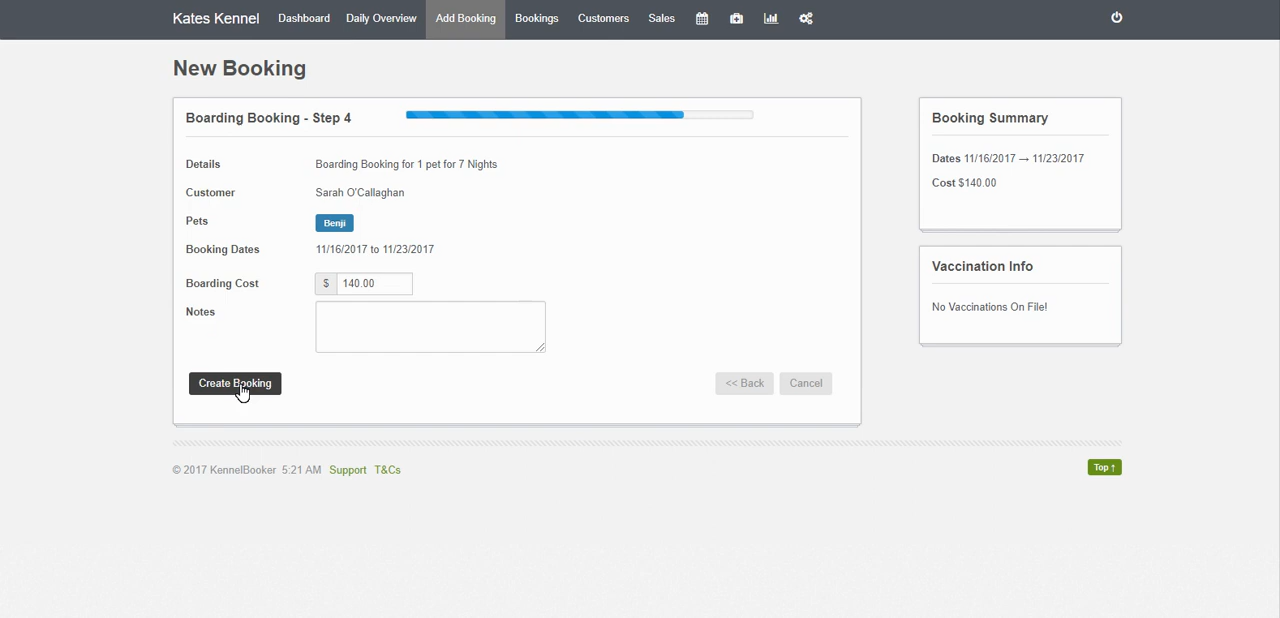 Kates Kennel Dashboard Daily Overview Add Booking Bookings Customers Sales
New Booking
Boarding Booking - Step 4
Details Boarding Booking for 1 pet for 7 Nights
Customer Sarah O'Callaghan
Pets Benji
Booking Dates 11/16/2017 to 11/23/2017
Boarding Cost $ 140.00
Notes
Create Booking << Back Cancel
Booking Summary
Dates 11/16/2017 → 11/23/2017
Cost $140.00
Vaccination Info
No Vaccinations On File!
© 2017 KennelBooker 5:21 AM Support T&Cs
Top ↑